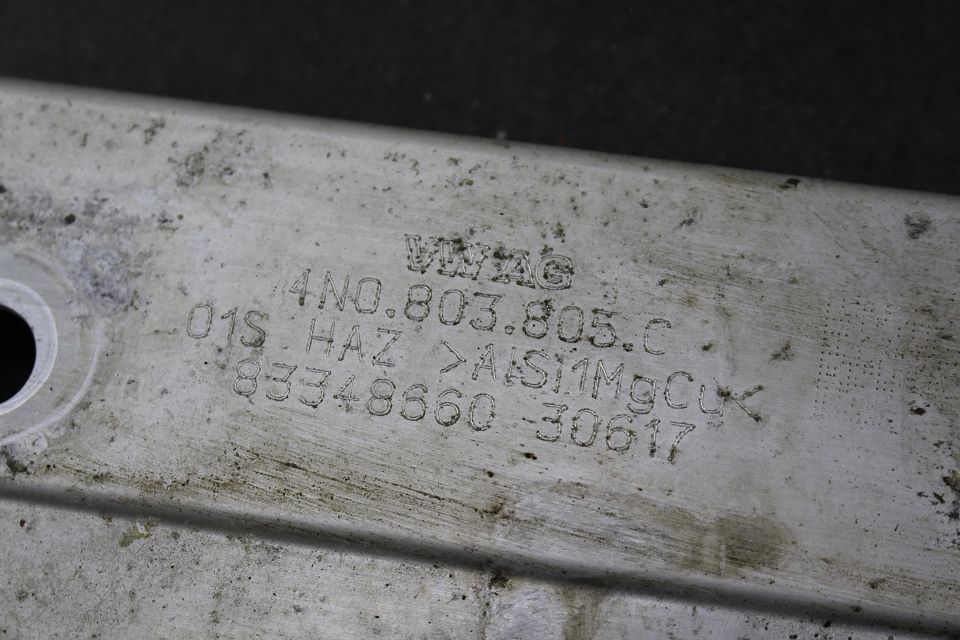 VW AG
4N0.803.805.C
01S HAZ >AlSi1MgCu<
83348660 30617